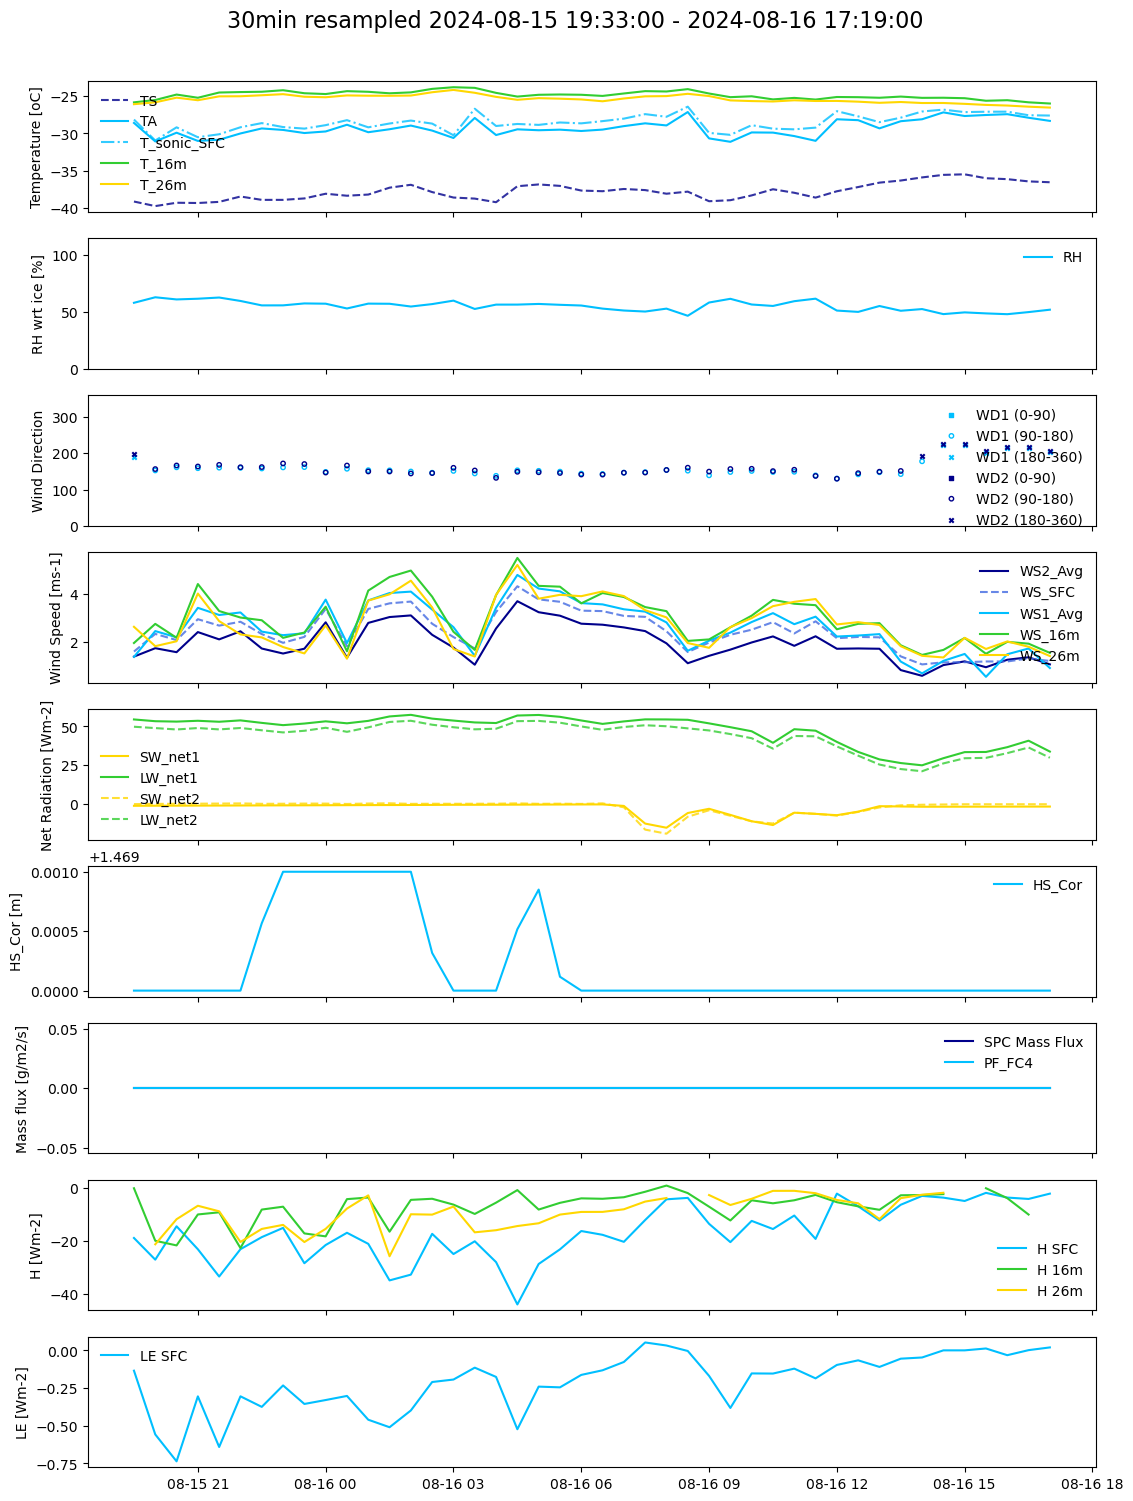 30min resampled 2024-08-15 19:33:00 - 2024-08-16 17:19:00
Temperature [oC]
−25
−30
−35
−40
TS
TA
T_sonic_SFC
T_16m
T_26m
RH wrt ice [%]
100
50
0
RH
Wind Direction
300
200
100
0
WD1 (0-90)
WD1 (90-180)
WD1 (180-360)
WD2 (0-90)
WD2 (90-180)
WD2 (180-360)
Wind Speed [ms-1]
4
2
WS2_Avg
WS_SFC
WS1_Avg
WS_16m
WS_26m
Net Radiation [Wm-2]
50
25
0
SW_net1
LW_net1
SW_net2
LW_net2
+1.469
HS_Cor [m]
0.0010
0.0005
0.0000
HS_Cor
Mass flux [g/m2/s]
0.05
0.00
−0.05
SPC Mass Flux
PF_FC4
H [Wm-2]
0
−20
−40
H SFC
H 16m
H 26m
LE [Wm-2]
0.00
−0.25
−0.50
−0.75
LE SFC
08-15 21
08-16 00
08-16 03
08-16 06
08-16 09
08-16 12
08-16 15
08-16 18